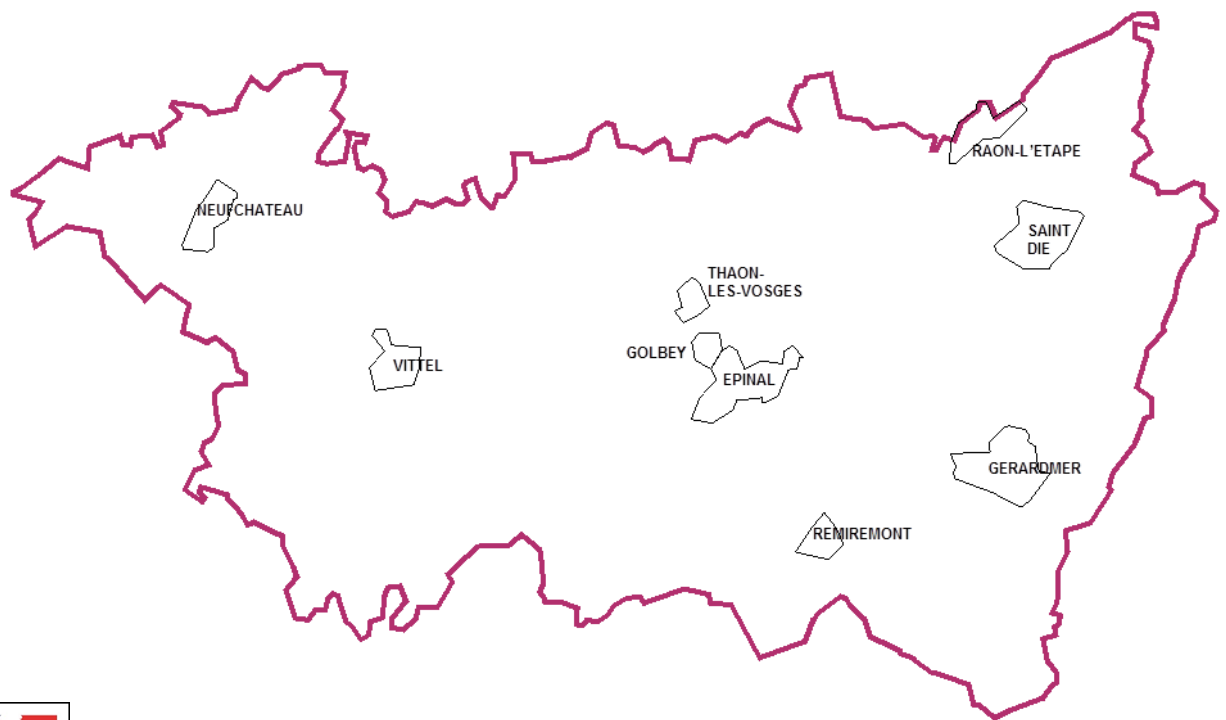 RAON-L'ETAPE
NEUFCHATEAU
SAINT
DIE
THAON-
LES-VOSGES
GOLBEY
VITTEL
EPINAL
GERARDMER
REMIREMONT